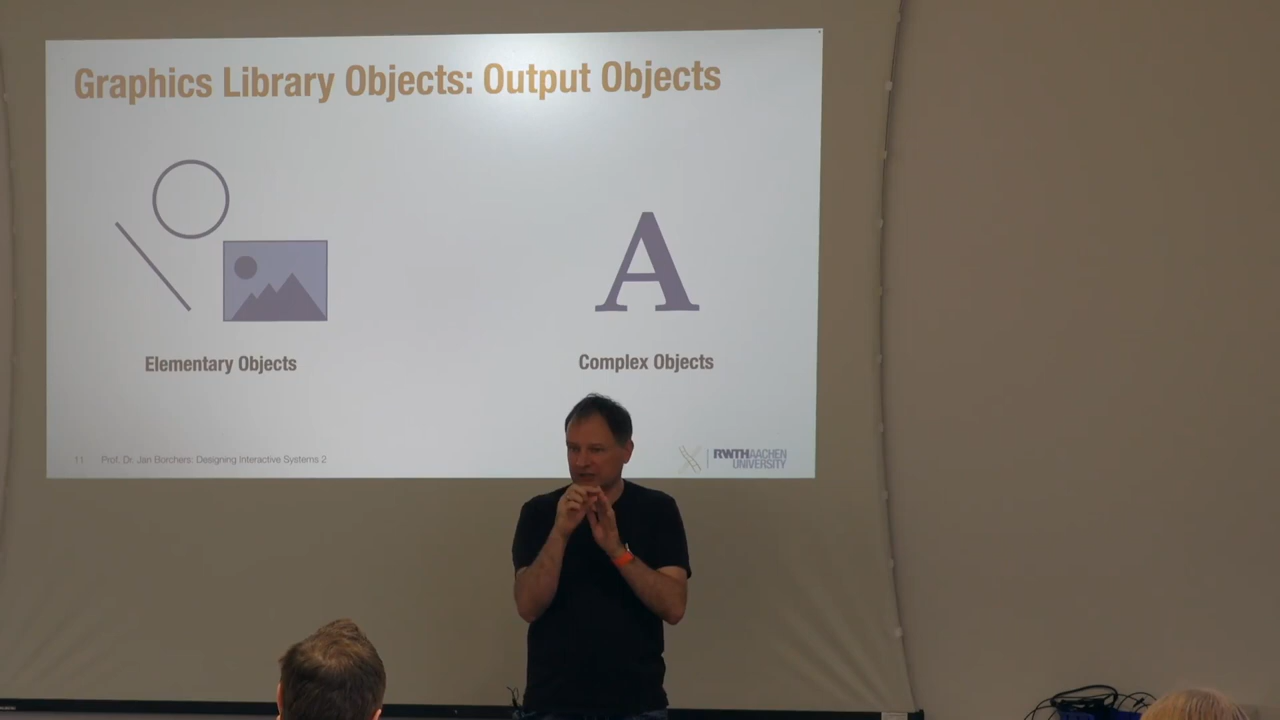 Graphics Library Objects: Output Objects
A
Elementary Objects
Complex Objects
11 Prof. Dr. Jan Borchers: Designing Interactive Systems 2
RWTHAACHEN
UNIVERSITY